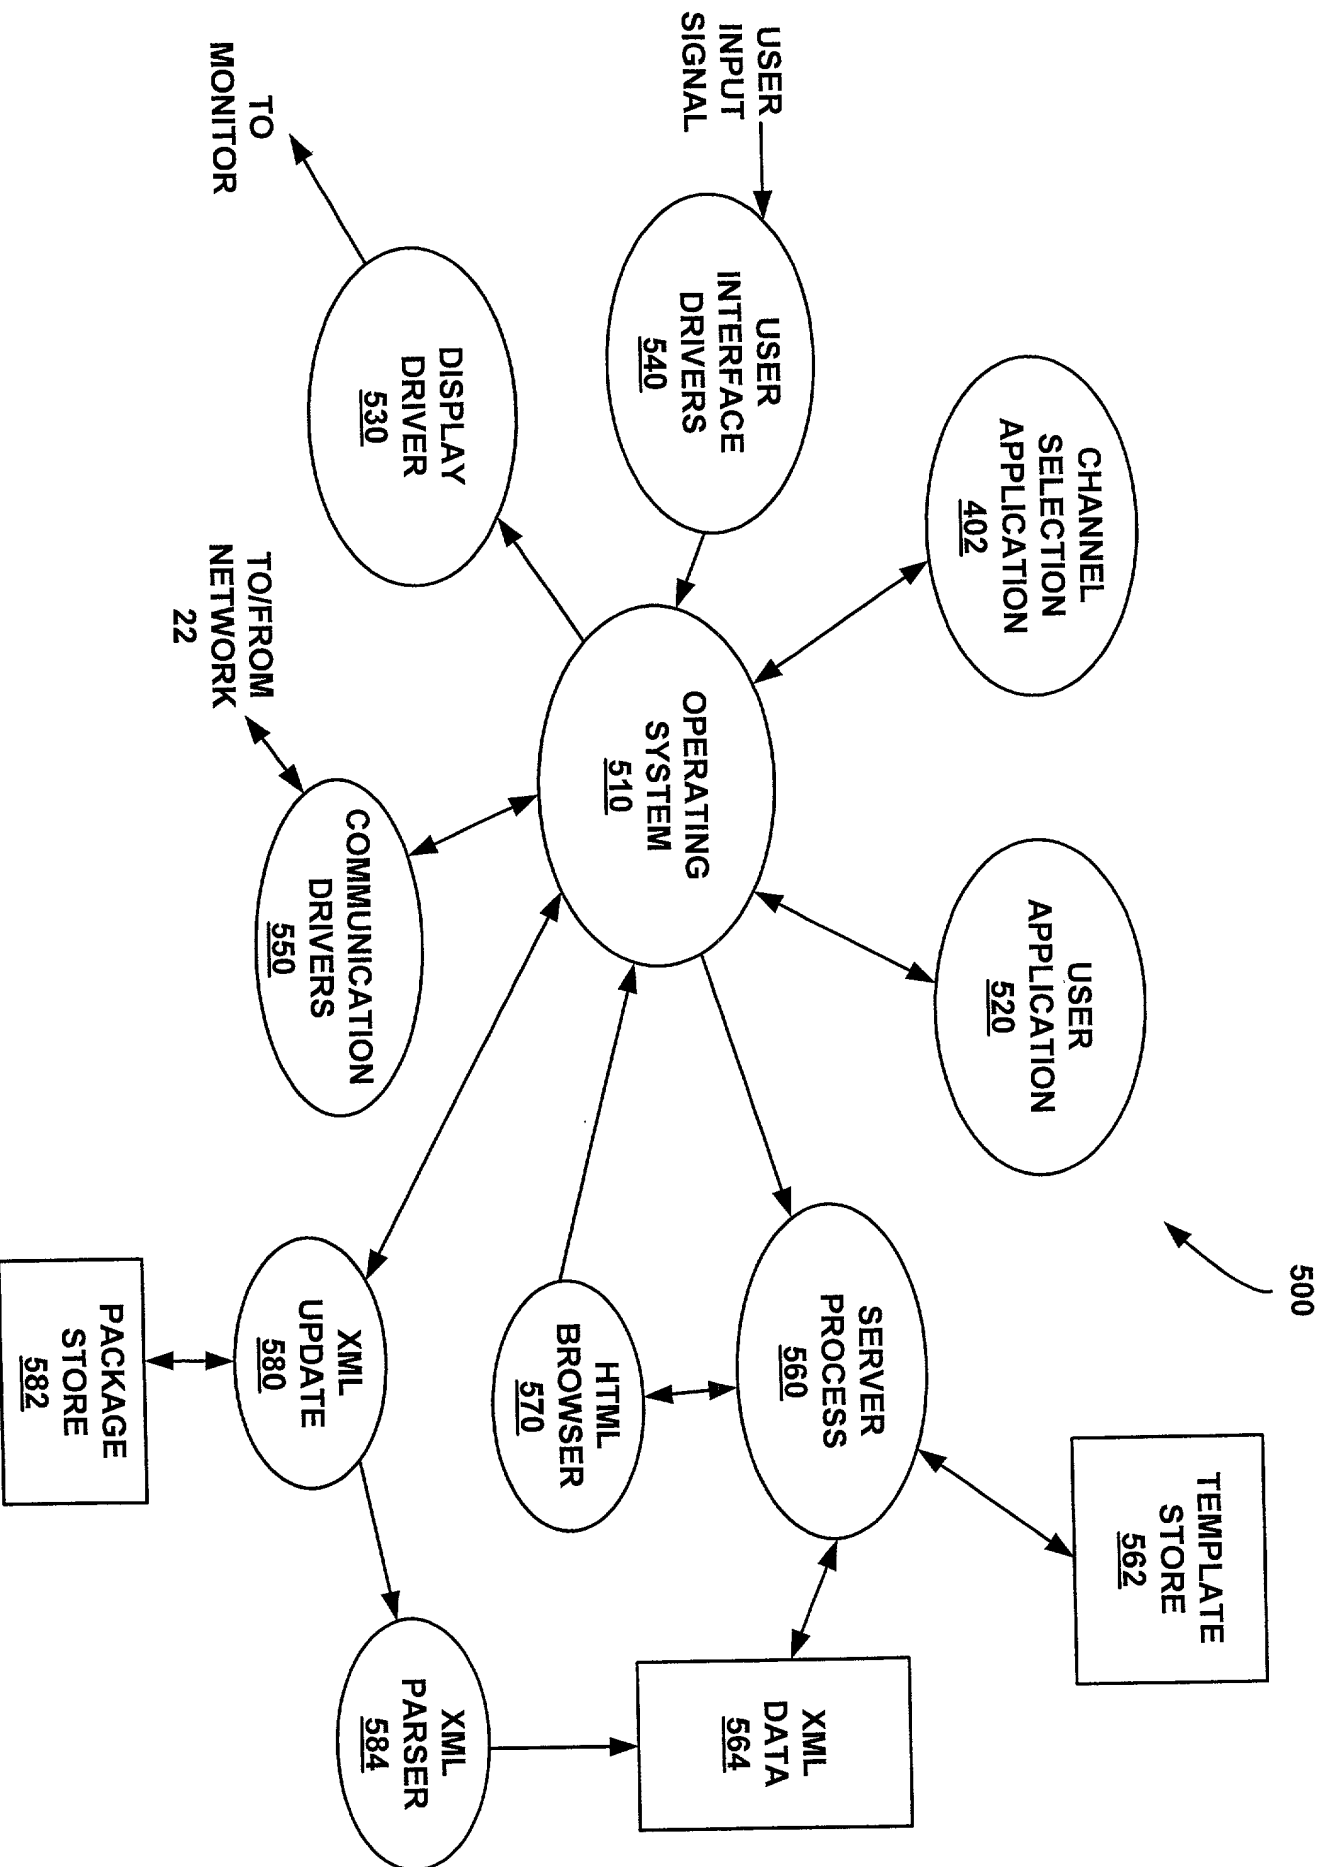 500
CHANNEL
SELECTION
APPLICATION
402
USER
APPLICATION
520
TEMPLATE
STORE
562
USER
INPUT
SIGNAL
USER
INTERFACE
DRIVERS
540
OPERATING
SYSTEM
510
SERVER
PROCESS
560
XML
DATA
564
HTML
BROWSER
570
DISPLAY
DRIVER
530
TO
MONITOR
COMMUNICATION
DRIVERS
550
TO/FROM
NETWORK
22
XML
UPDATE
580
XML
PARSER
584
PACKAGE
STORE
582